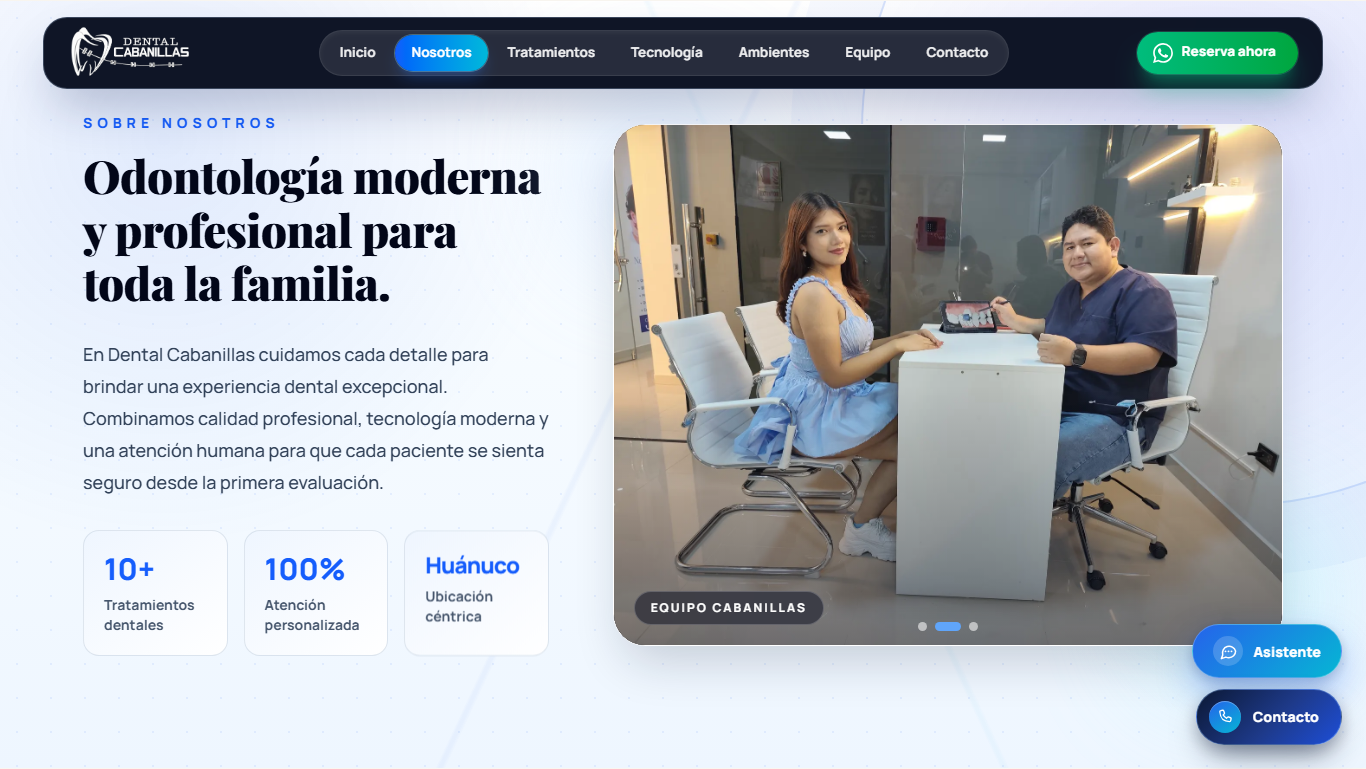 DENTAL
CABANILLAS
Inicio
Nosotros
Tratamientos
Tecnología
Ambientes
Equipo
Contacto
Reserva ahora
SOBRE NOSOTROS
Odontología moderna
y profesional para
toda la familia.
En Dental Cabanillas cuidamos cada detalle para
brindar una experiencia dental excepcional.
Combinamos calidad profesional, tecnología moderna y
una atención humana para que cada paciente se sienta
seguro desde la primera evaluación.
10+
Tratamientos
dentales
100%
Atención
personalizada
Huánuco
Ubicación
céntrica
EQUIPO CABANILLAS
Asistente
Contacto